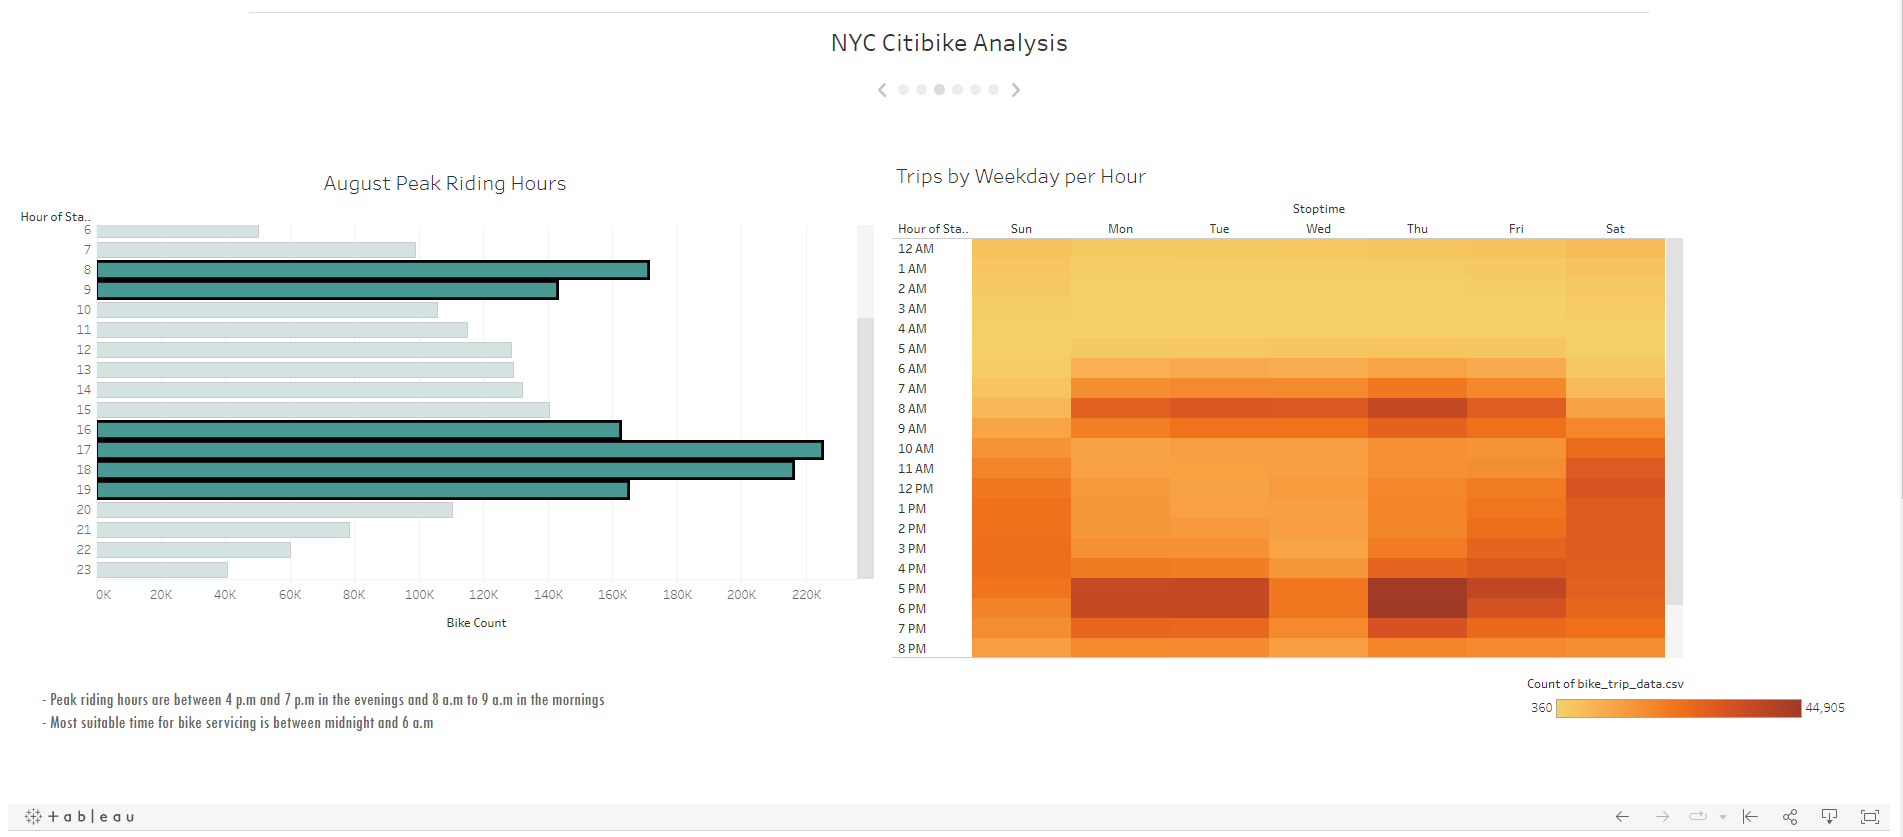 NYC Citibike Analysis
August Peak Riding Hours
Hour of Sta..
6
7
8
9
10
11
12
13
14
15
16
17
18
19
20
21
22
23
0K 20K 40K 60K 80K 100K 120K 140K 160K 180K 200K 220K
Bike Count
Trips by Weekday per Hour
Stoptime
Hour of Sta.. Sun Mon Tue Wed Thu Fri Sat
12 AM
1 AM
2 AM
3 AM
4 AM
5 AM
6 AM
7 AM
8 AM
9 AM
10 AM
11 AM
12 PM
1 PM
2 PM
3 PM
4 PM
5 PM
6 PM
7 PM
8 PM
Count of bike_trip_data.csv
360 44,905
- Peak riding hours are between 4 p.m and 7 p.m in the evenings and 8 a.m to 9 a.m in the mornings
- Most suitable time for bike servicing is between midnight and 6 a.m
+ableau